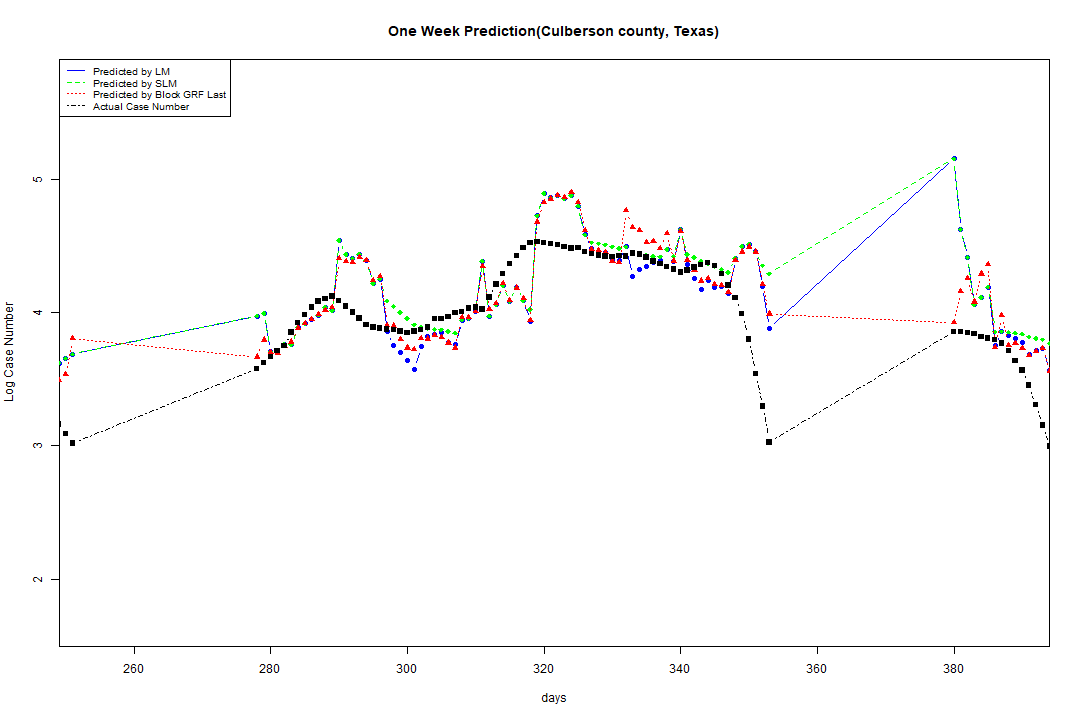 One Week Prediction(Culberson county, Texas)
Predicted by LM
Predicted by SLM
Predicted by Block GRF Last
Actual Case Number
5
4
3
2
Log Case Number
260 280 300 320 340 360 380
days